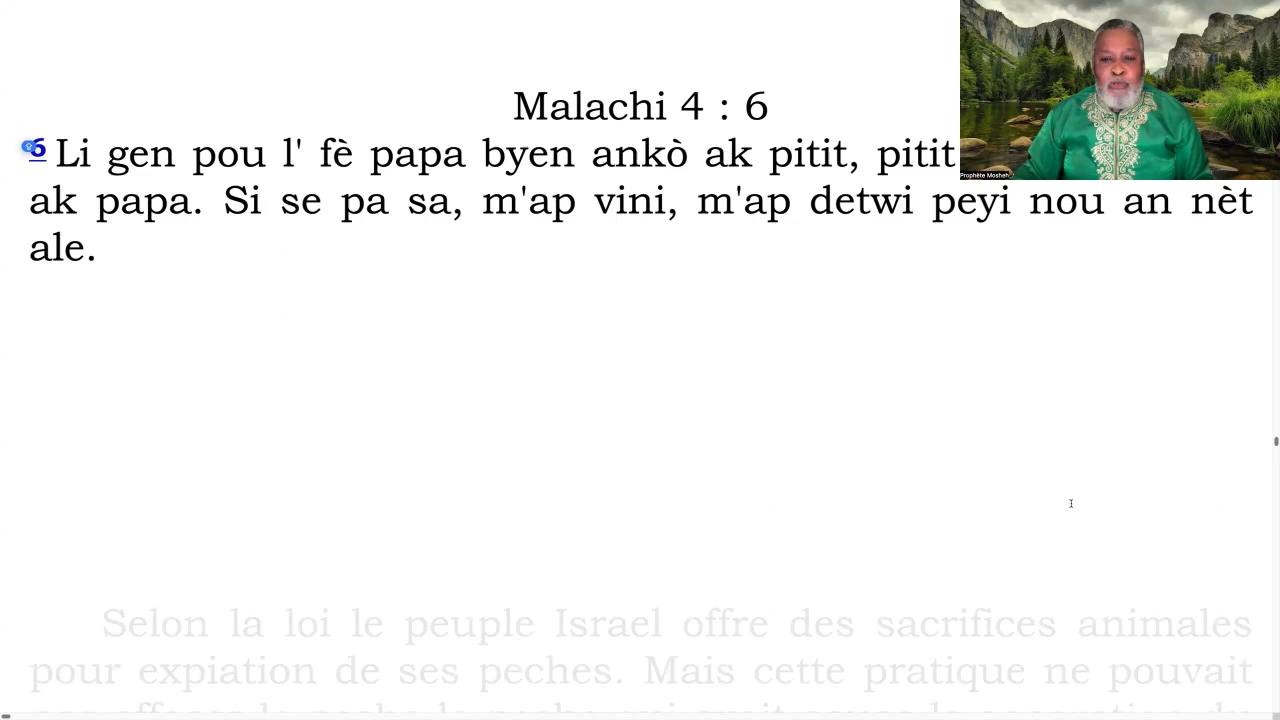 Malachi 4 : 6
6 Li gen pou l' fè papa byen ankò ak pitit, pitit
ak papa. Si se pa sa, m'ap vini, m'ap detwi peyi nou an nèt
ale.
Prophète Mosheh
Selon la loi le peuple Israel offre des sacrifices animales
pour expiation de ses peches. Mais cette pratique ne pouvait